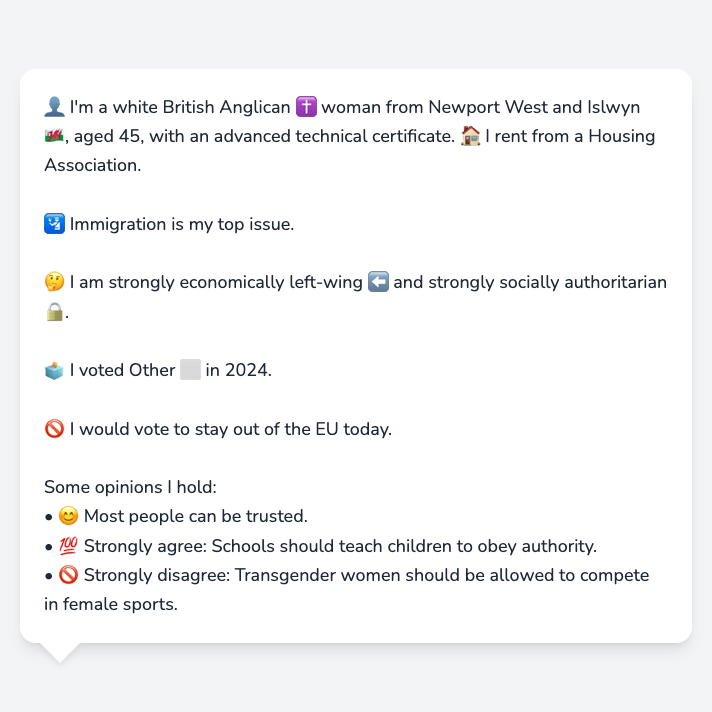 👤 I'm a white British Anglican ✝️ woman from Newport West and Islwyn
🏴󠁧󠁢󠁷󠁬󠁳󠁿, aged 45, with an advanced technical certificate. 🏠 I rent from a Housing
Association.
🛂 Immigration is my top issue.
🤔 I am strongly economically left-wing ⬅️ and strongly socially authoritarian
🔒.
🗳️ I voted Other ⬜ in 2024.
🚫 I would vote to stay out of the EU today.
Some opinions I hold:
• 😊 Most people can be trusted.
• 💯 Strongly agree: Schools should teach children to obey authority.
• 🚫 Strongly disagree: Transgender women should be allowed to compete
in female sports.